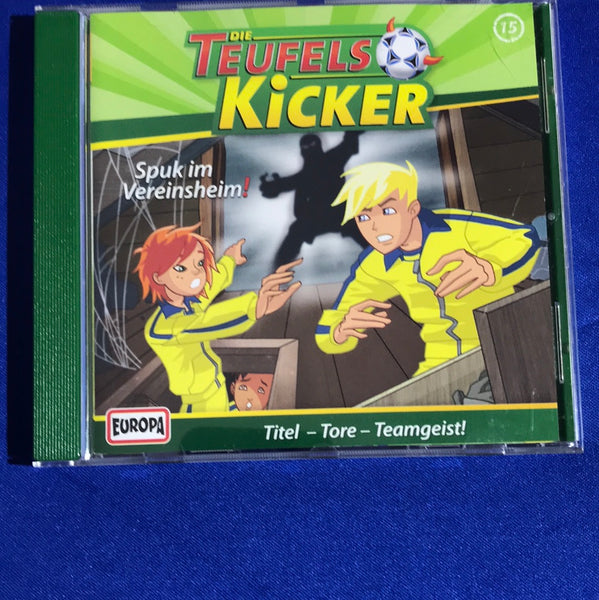 DIE
TEUFELS
KiCKER
15
Spuk im
Vereinsheim!
EUROPA
Titel – Tore – Teamgeist!